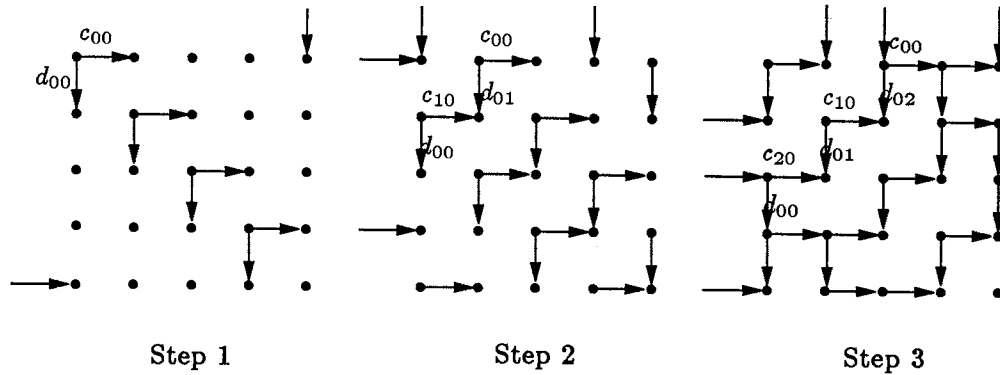 c₀₀
d₀₀
Step 1
c₀₀
c₁₀
d₀₁
d₀₀
Step 2
c₀₀
c₁₀
d₀₂
c₂₀
d₀₁
d₀₀
Step 3